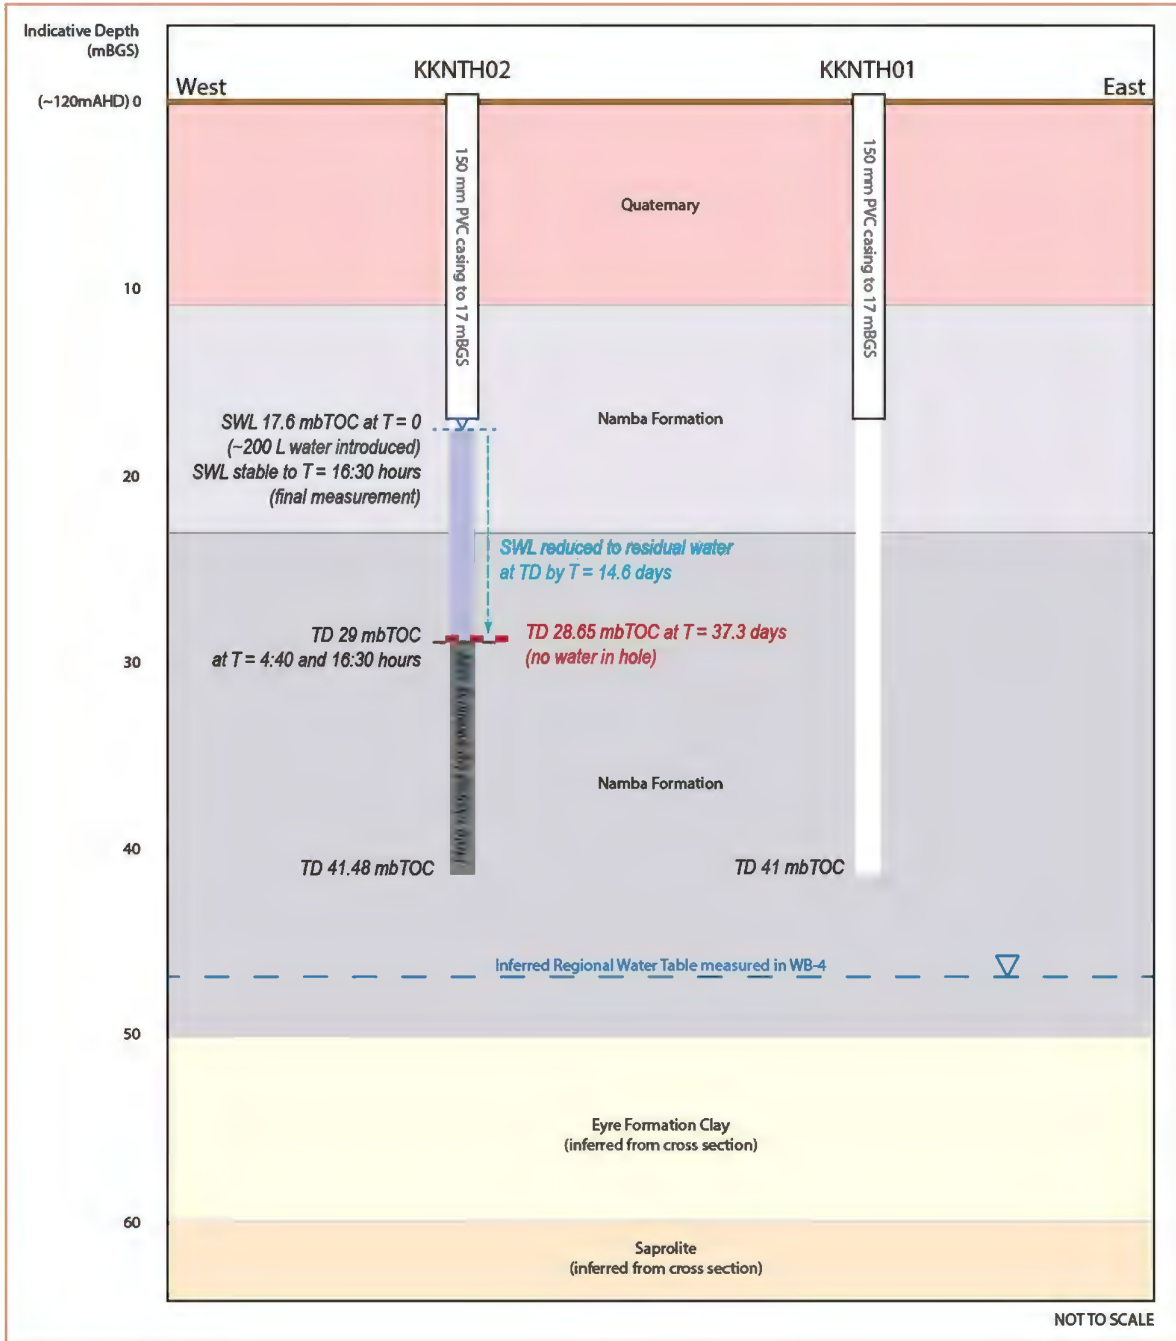 Indicative Depth
(mBGS)
KKNTH02
KKNTH01
West
East
(~120mAHD) 0
150 mm PVC casing to 17 mBGS
150 mm PVC casing to 17 mBGS
Quaternary
10
Namba Formation
SWL 17.6 mbTOC at T = 0
(~200 L water introduced)
SWL stable to T = 16:30 hours
(final measurement)
20
SWL reduced to residual water
at TD by T = 14.6 days
TD 29 mbTOC
at T = 4:40 and 16:30 hours
TD 28.65 mbTOC at T = 37.3 days
(no water in hole)
30
Namba Formation
40
TD 41.48 mbTOC
TD 41 mbTOC
Inferred Regional Water Table measured in WB-4
50
Eyre Formation Clay
(inferred from cross section)
60
Saprolite
(inferred from cross section)
NOT TO SCALE